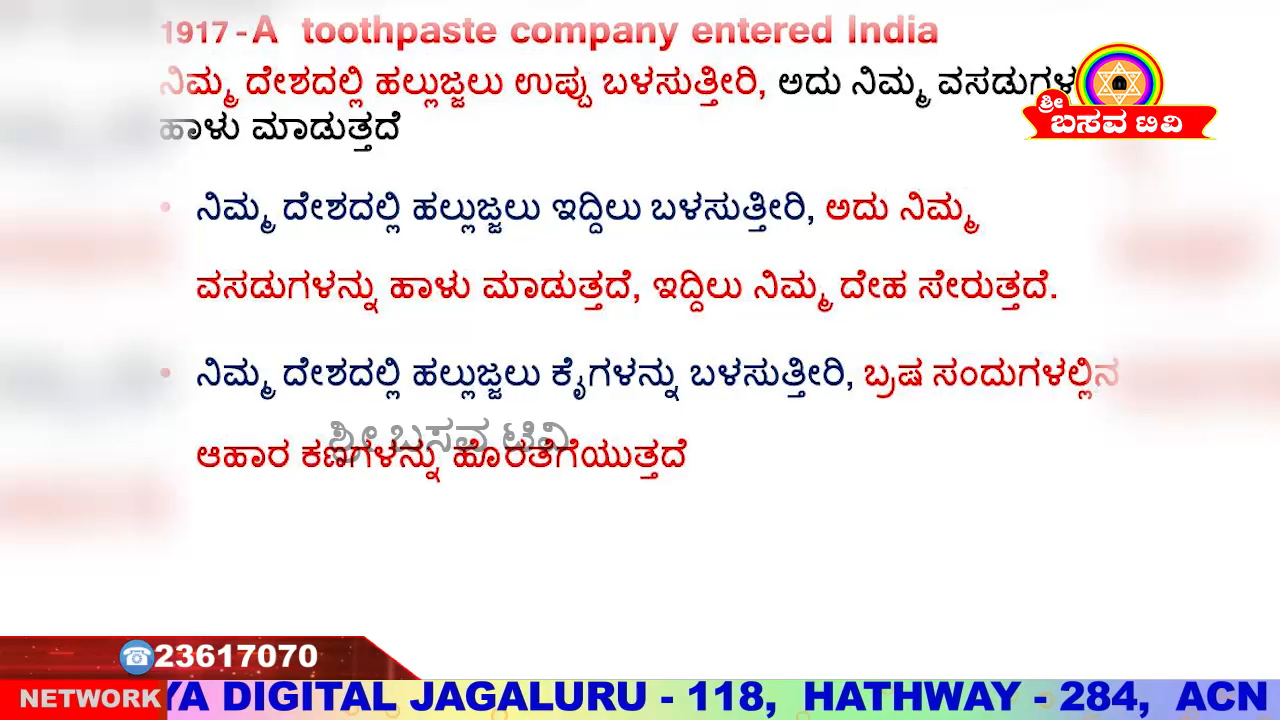 1917-A toothpaste company entered India
ನಿಮ್ಮ ದೇಶದಲ್ಲಿ ಹಲ್ಲುಜ್ಜಲು ಉಪ್ಪು ಬಳಸುತ್ತೀರಿ, ಅದು ನಿಮ್ಮ ವಸಡುಗಳ
ಹಾಳು ಮಾಡುತ್ತದೆ
ಶ್ರೀ
ಬಸವ ಟಿವಿ
• ನಿಮ್ಮ ದೇಶದಲ್ಲಿ ಹಲ್ಲುಜ್ಜಲು ಇದ್ದಿಲು ಬಳಸುತ್ತೀರಿ, ಅದು ನಿಮ್ಮ
ವಸಡುಗಳನ್ನು ಹಾಳು ಮಾಡುತ್ತದೆ, ಇದ್ದಿಲು ನಿಮ್ಮ ದೇಹ ಸೇರುತ್ತದೆ.
• ನಿಮ್ಮ ದೇಶದಲ್ಲಿ ಹಲ್ಲುಜ್ಜಲು ಕೈಗಳನ್ನು ಬಳಸುತ್ತೀರಿ, ಬ್ರಷ ಸಂದುಗಳಲ್ಲಿನ
ಶ್ರೀ ಬಸವ ಟಿವಿ
ಆಹಾರ ಕಣಗಳನ್ನು ಹೊರತೆಗೆಯುತ್ತದೆ
☎23617070
NETWORK YA DIGITAL JAGALURU - 118, HATHWAY - 284, ACN